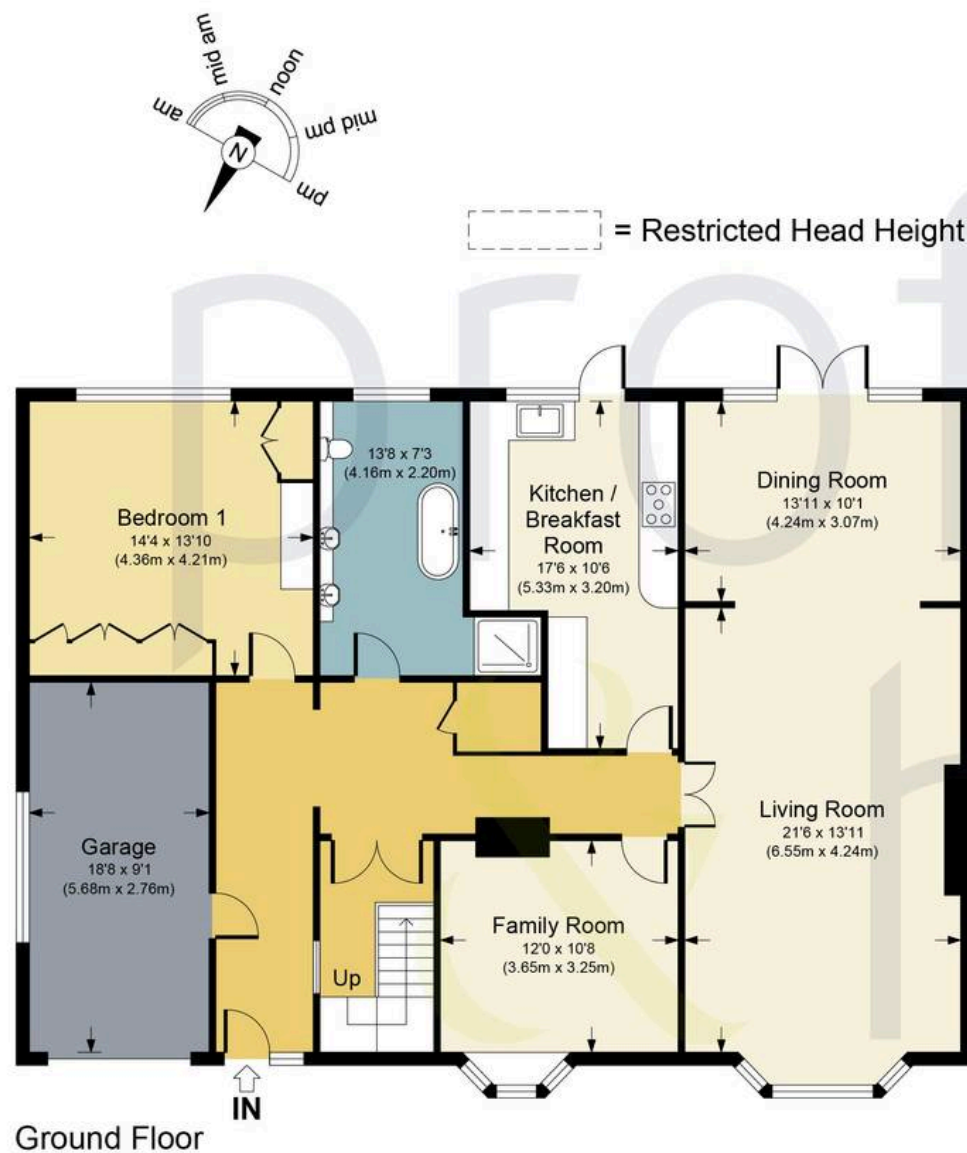 am
mid am
noon
mid pm
pm
N
= Restricted Head Height
prof
Bedroom 1
14'4 x 13'10
(4.36m x 4.21m)
13'8 x 7'3
(4.16m x 2.20m)
Kitchen /
Breakfast
Room
17'6 x 10'6
(5.33m x 3.20m)
Dining Room
13'11 x 10'1
(4.24m x 3.07m)
Garage
18'8 x 9'1
(5.68m x 2.76m)
Living Room
21'6 x 13'11
(6.55m x 4.24m)
Family Room
12'0 x 10'8
(3.65m x 3.25m)
Up
&
h
IN
Ground Floor